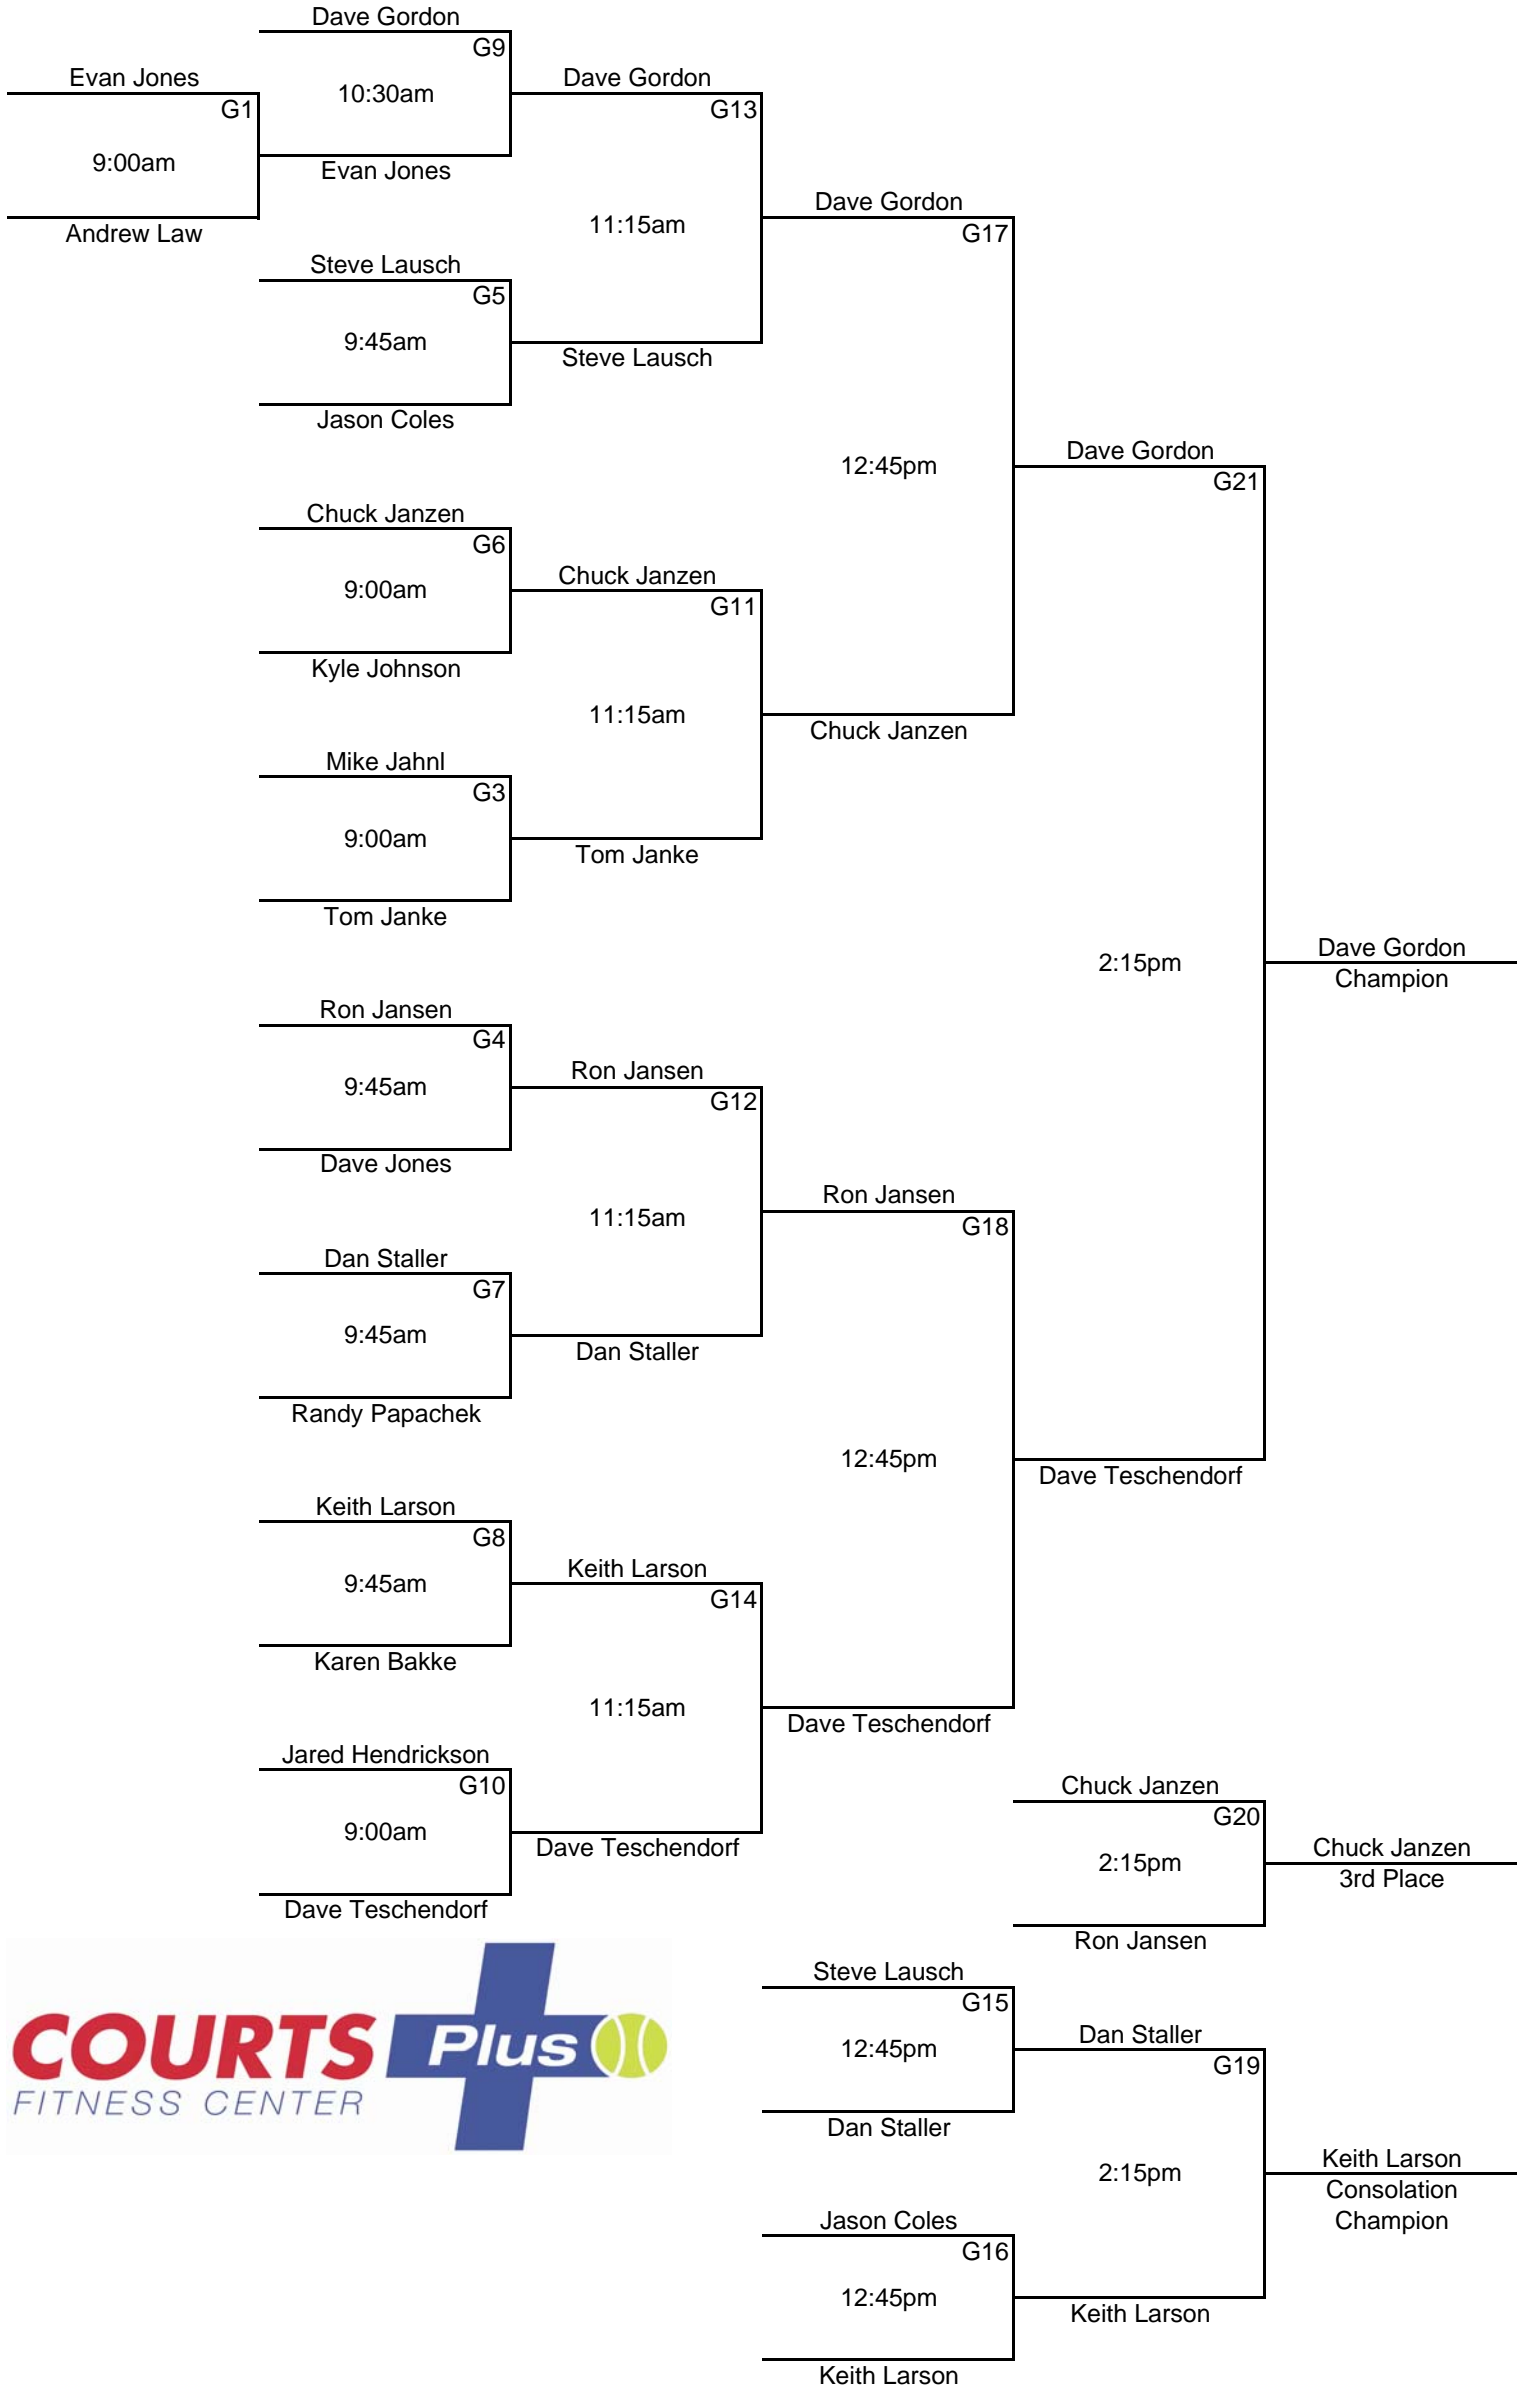 Dave Gordon
G9
Evan Jones
10:30am
Dave Gordon
G1
G13
9:00am
Evan Jones
Dave Gordon
Andrew Law
11:15am
G17
Steve Lausch
G5
9:45am
Steve Lausch
Jason Coles
Dave Gordon
12:45pm
G21
Chuck Janzen
G6
Chuck Janzen
9:00am
G11
Kyle Johnson
11:15am
Chuck Janzen
Mike Jahnl
G3
9:00am
Tom Janke
Tom Janke
Dave Gordon
2:15pm
Champion
Ron Jansen
G4
Ron Jansen
9:45am
G12
Dave Jones
Ron Jansen
11:15am
G18
Dan Staller
G7
9:45am
Dan Staller
Randy Papachek
12:45pm
Dave Teschendorf
Keith Larson
G8
Keith Larson
9:45am
G14
Karen Bakke
11:15am
Dave Teschendorf
Jared Hendrickson
G10
Chuck Janzen
G20
9:00am
Dave Teschendorf
Chuck Janzen
2:15pm
3rd Place
Dave Teschendorf
Ron Jansen
Steve Lausch
G15
COURTS Plus
FITNESS CENTER
12:45pm
Dan Staller
G19
Dan Staller
Keith Larson
2:15pm
Consolation
Champion
Jason Coles
G16
12:45pm
Keith Larson
Keith Larson